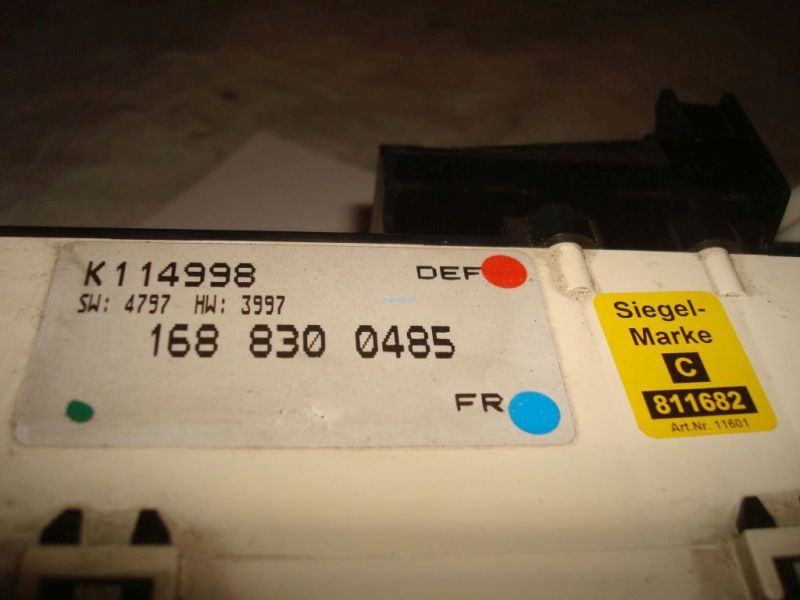 K114998
DEF
SW: 4797 HW: 3997
168 830 0485
FR
Siegel-
Marke
C
811682
Art.Nr. 11601